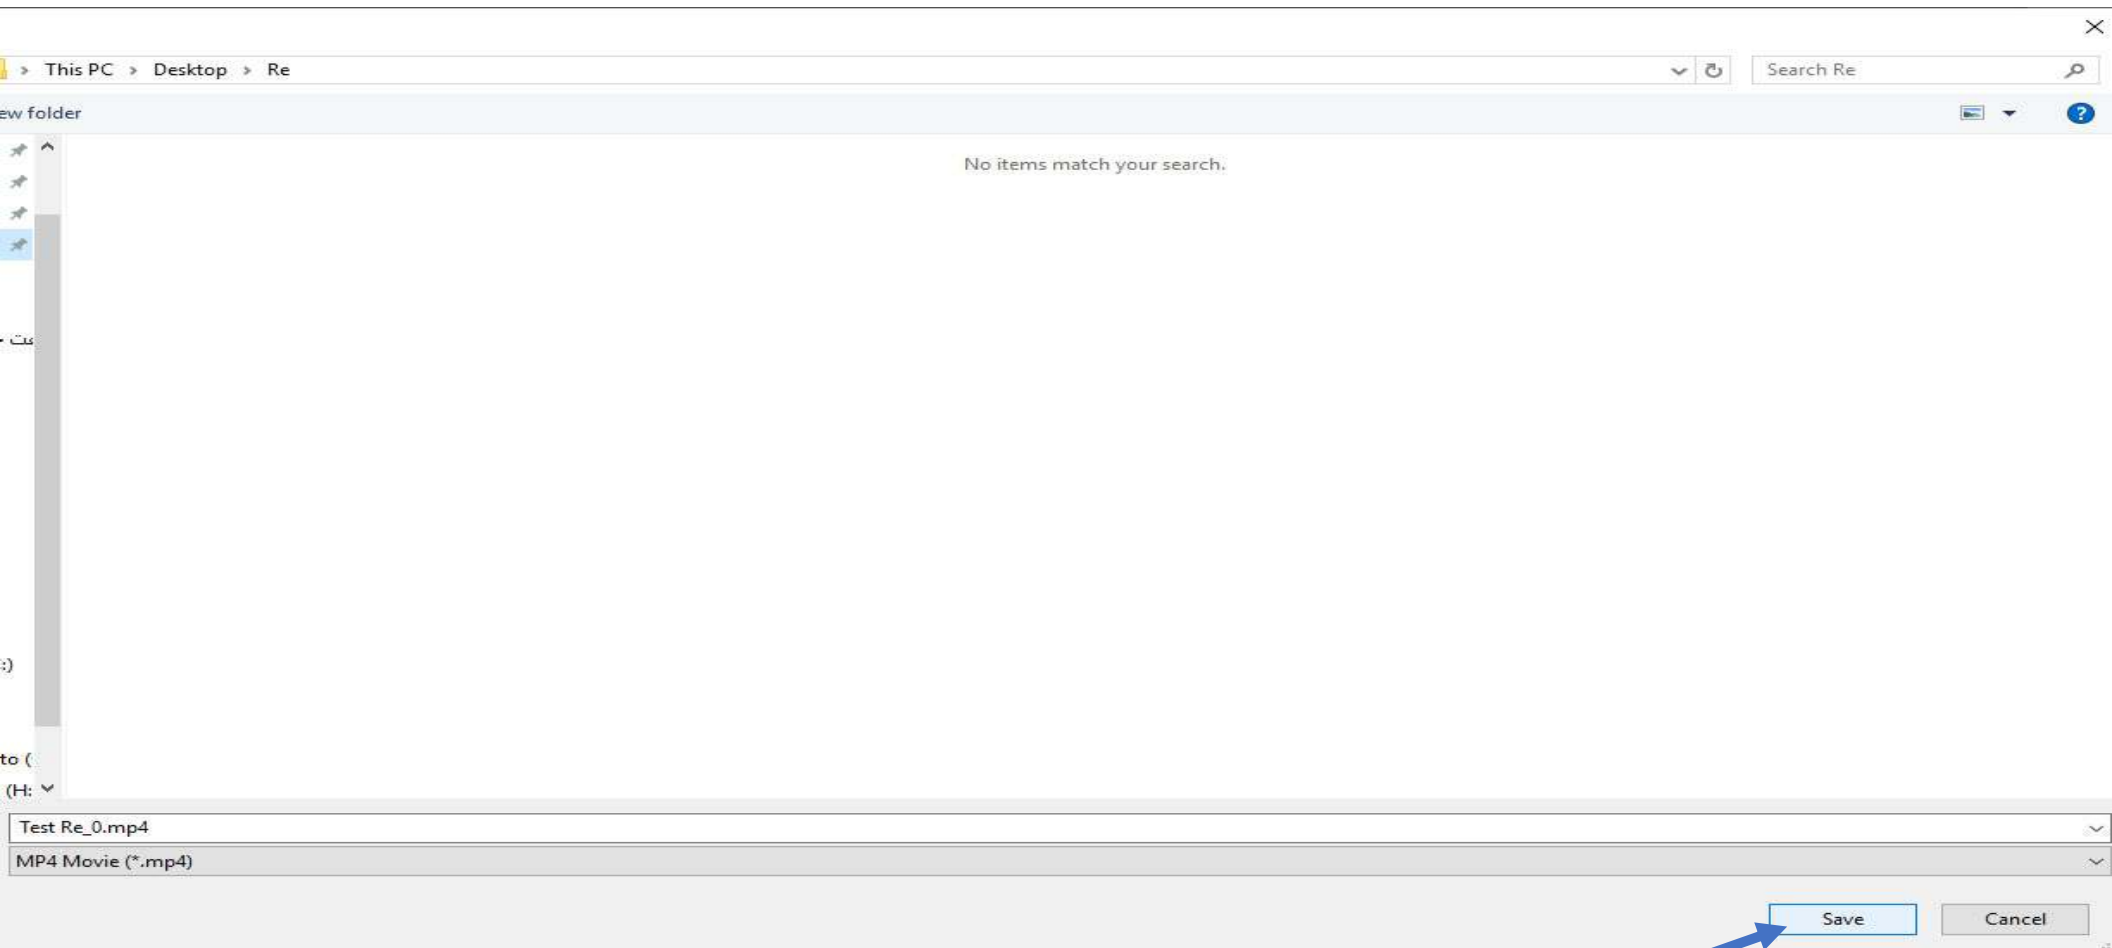 This PC > Desktop > Re
Search Re
ew folder
No items match your search.
:)
to (
(H:
Test Re_0.mp4
MP4 Movie (*.mp4)
Save
Cancel